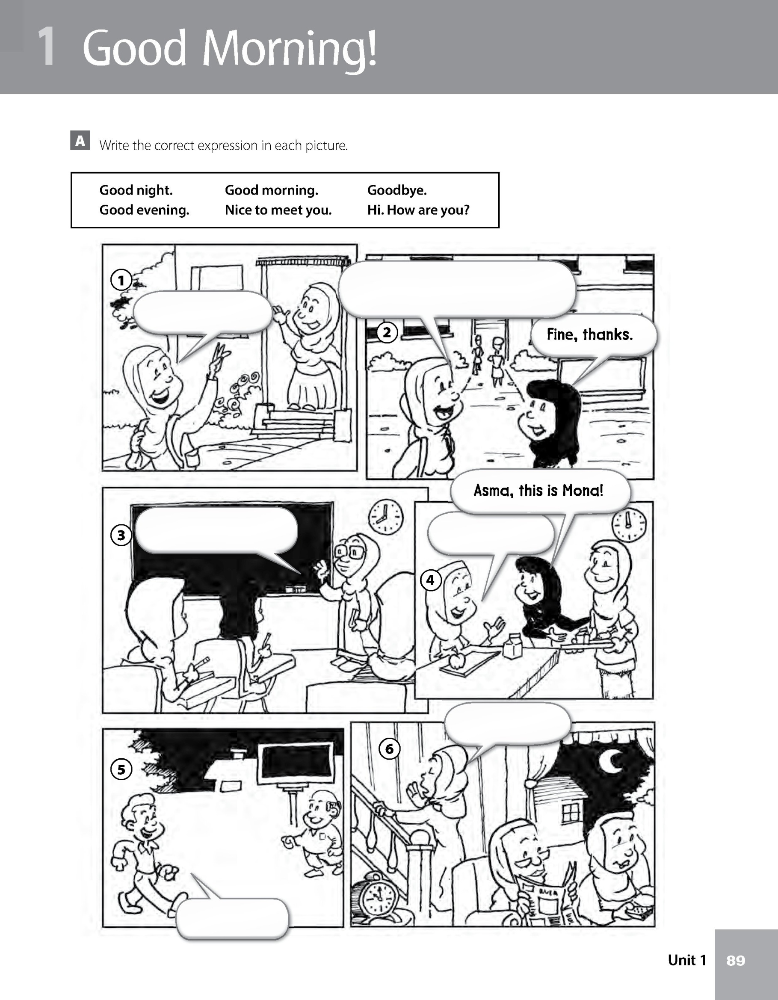 1 Good Morning!
A Write the correct expression in each picture.
Good night. Good morning. Goodbye.
Good evening. Nice to meet you. Hi. How are you?
1
2
Fine, thanks.
3
Asma, this is Mona!
4
5
6
Unit 1 89